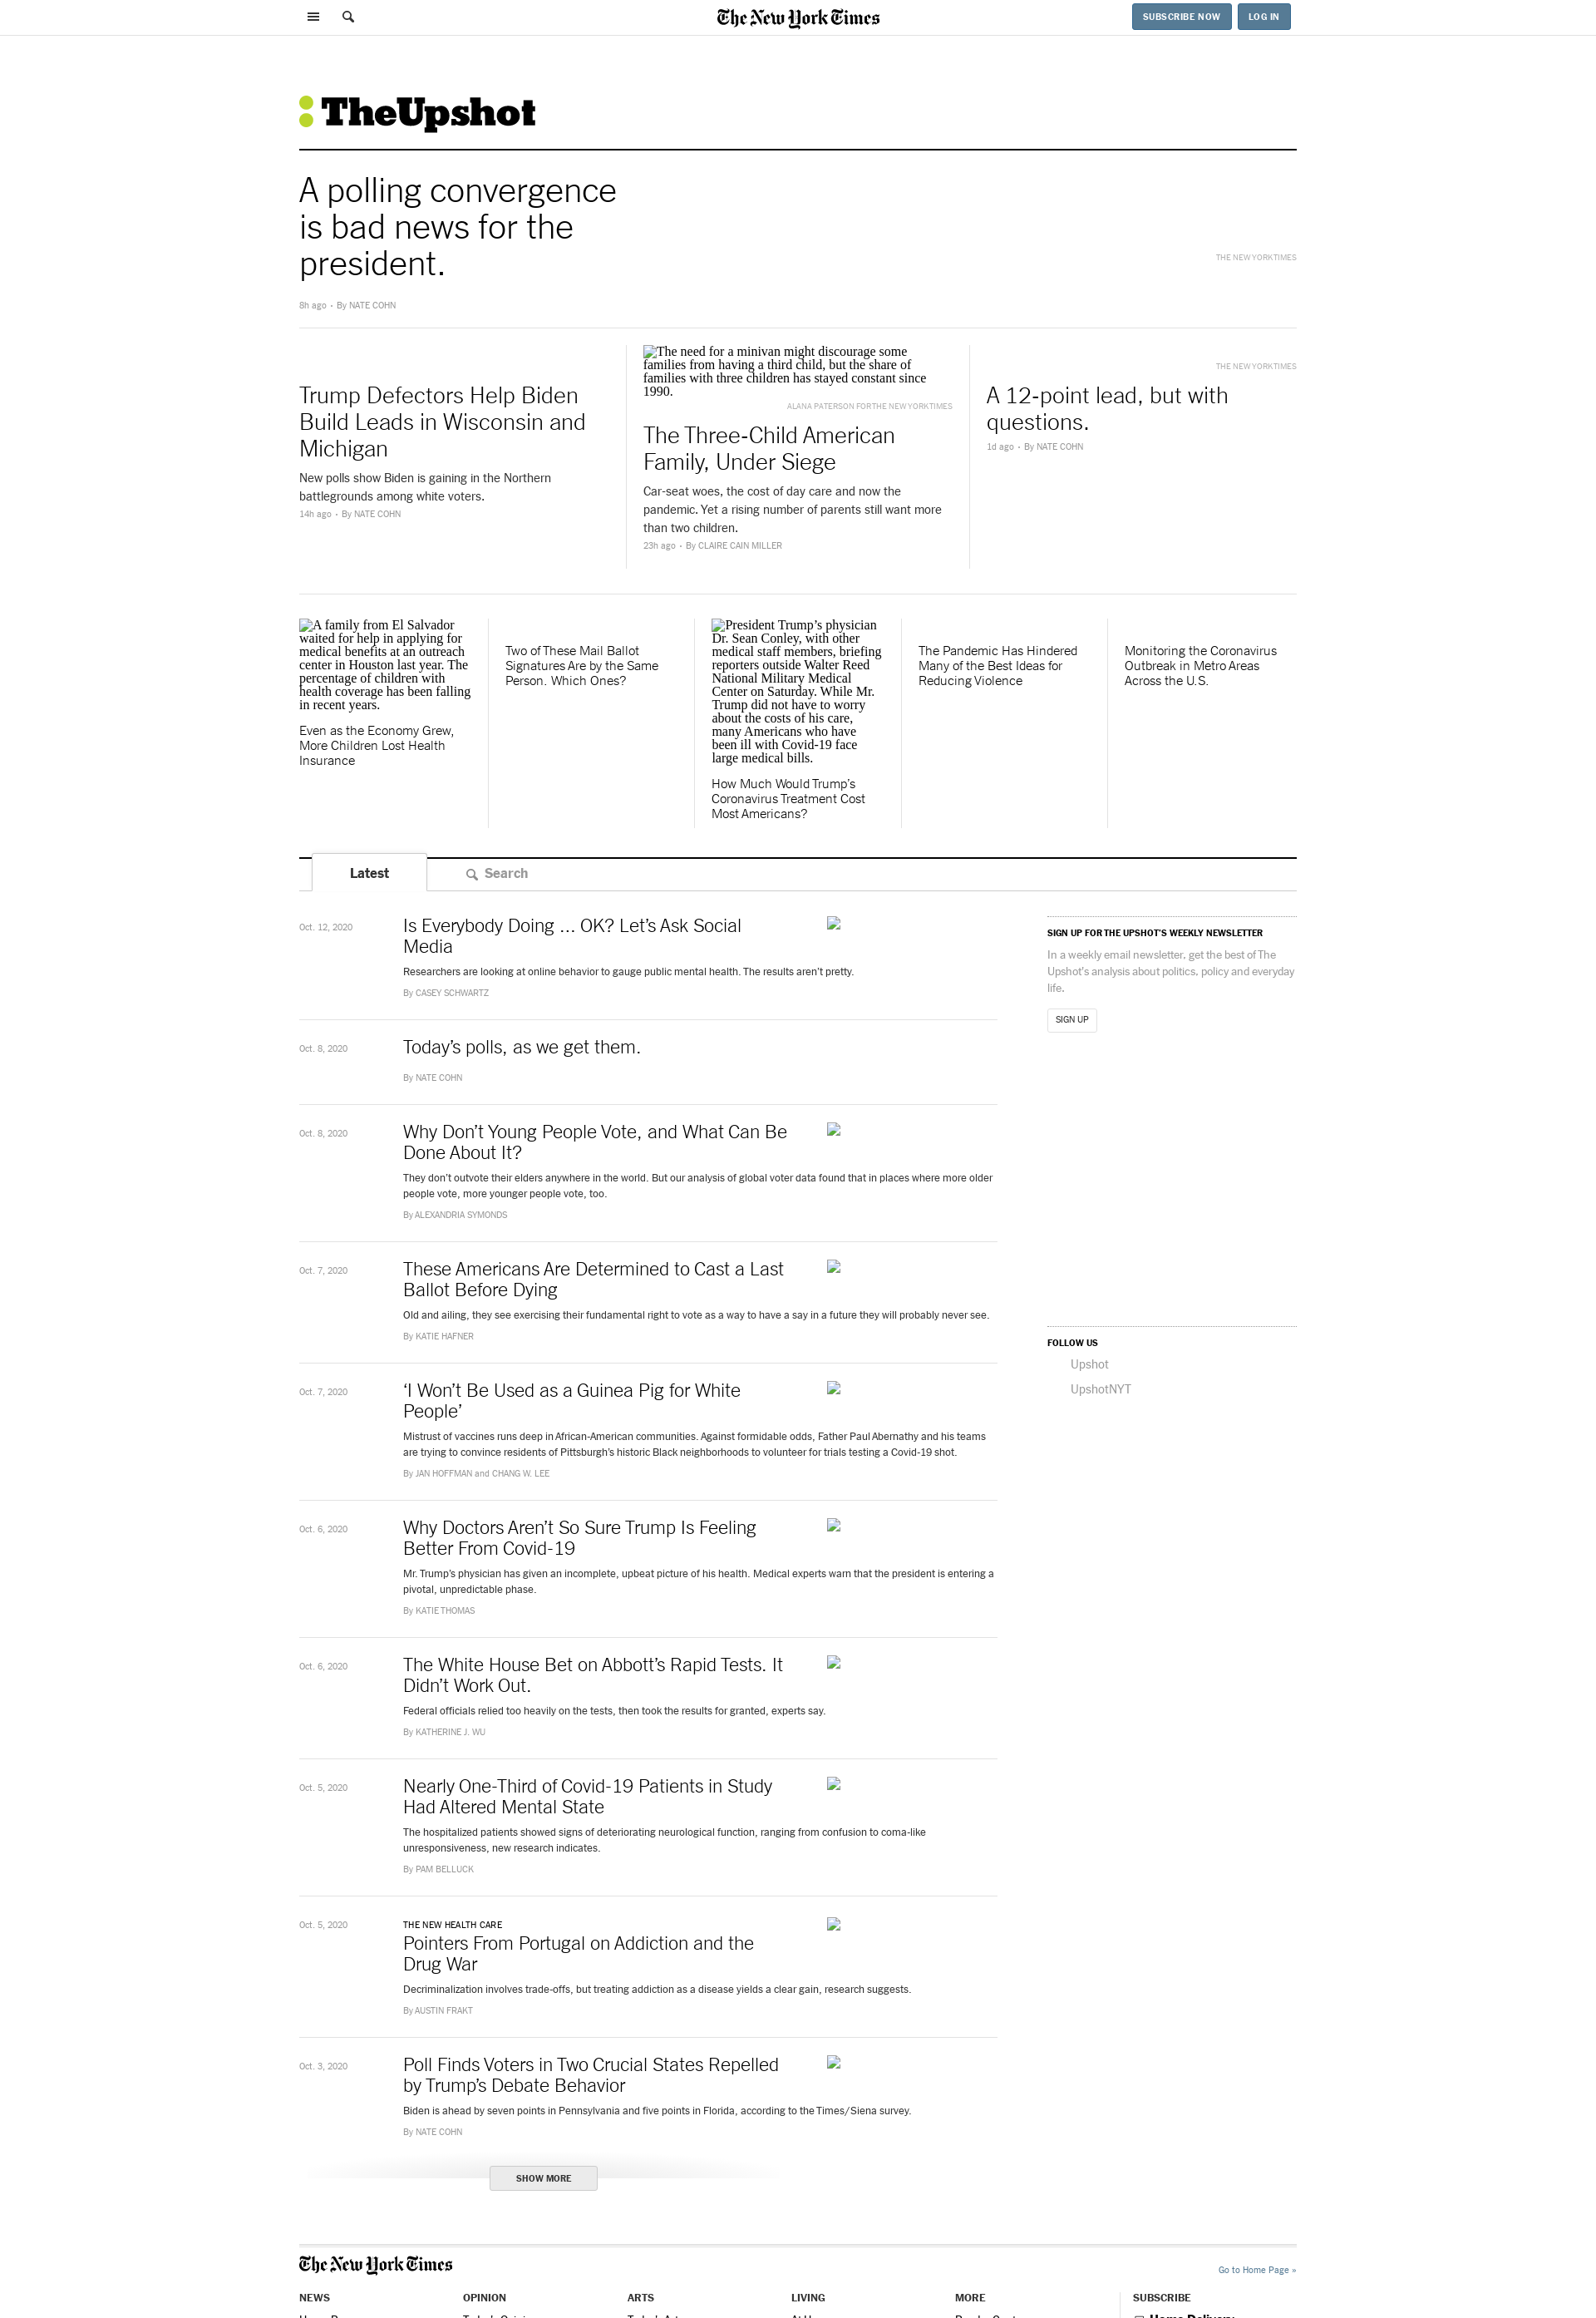 The New York Times
SUBSCRIBE NOW
LOG IN
TheUpshot
A polling convergence
is bad news for the
president.
8h ago • By NATE COHN
THE NEW YORK TIMES
Trump Defectors Help Biden
Build Leads in Wisconsin and
Michigan
New polls show Biden is gaining in the Northern
battlegrounds among white voters.
14h ago • By NATE COHN
The need for a minivan might discourage some
families from having a third child, but the share of
families with three children has stayed constant since
1990.
ALANA PATERSON FOR THE NEW YORK TIMES
The Three-Child American
Family, Under Siege
Car-seat woes, the cost of day care and now the
pandemic. Yet a rising number of parents still want more
than two children.
23h ago • By CLAIRE CAIN MILLER
THE NEW YORK TIMES
A 12-point lead, but with
questions.
1d ago • By NATE COHN
A family from El Salvador
waited for help in applying for
medical benefits at an outreach
center in Houston last year. The
percentage of children with
health coverage has been falling
in recent years.
Even as the Economy Grew,
More Children Lost Health
Insurance
Two of These Mail Ballot
Signatures Are by the Same
Person. Which Ones?
President Trump’s physician
Dr. Sean Conley, with other
medical staff members, briefing
reporters outside Walter Reed
National Military Medical
Center on Saturday. While Mr.
Trump did not have to worry
about the costs of his care,
many Americans who have
been ill with Covid-19 face
large medical bills.
How Much Would Trump’s
Coronavirus Treatment Cost
Most Americans?
The Pandemic Has Hindered
Many of the Best Ideas for
Reducing Violence
Monitoring the Coronavirus
Outbreak in Metro Areas
Across the U.S.
Latest
Search
Oct. 12, 2020
Is Everybody Doing ... OK? Let’s Ask Social
Media
Researchers are looking at online behavior to gauge public mental health. The results aren’t pretty.
By CASEY SCHWARTZ
Oct. 8, 2020
Today’s polls, as we get them.
By NATE COHN
Oct. 8, 2020
Why Don’t Young People Vote, and What Can Be
Done About It?
They don’t outvote their elders anywhere in the world. But our analysis of global voter data found that in places where more older
people vote, more younger people vote, too.
By ALEXANDRIA SYMONDS
Oct. 7, 2020
These Americans Are Determined to Cast a Last
Ballot Before Dying
Old and ailing, they see exercising their fundamental right to vote as a way to have a say in a future they will probably never see.
By KATIE HAFNER
Oct. 7, 2020
‘I Won’t Be Used as a Guinea Pig for White
People’
Mistrust of vaccines runs deep in African-American communities. Against formidable odds, Father Paul Abernathy and his teams
are trying to convince residents of Pittsburgh’s historic Black neighborhoods to volunteer for trials testing a Covid-19 shot.
By JAN HOFFMAN and CHANG W. LEE
Oct. 6, 2020
Why Doctors Aren’t So Sure Trump Is Feeling
Better From Covid-19
Mr. Trump’s physician has given an incomplete, upbeat picture of his health. Medical experts warn that the president is entering a
pivotal, unpredictable phase.
By KATIE THOMAS
Oct. 6, 2020
The White House Bet on Abbott’s Rapid Tests. It
Didn’t Work Out.
Federal officials relied too heavily on the tests, then took the results for granted, experts say.
By KATHERINE J. WU
Oct. 5, 2020
Nearly One-Third of Covid-19 Patients in Study
Had Altered Mental State
The hospitalized patients showed signs of deteriorating neurological function, ranging from confusion to coma-like
unresponsiveness, new research indicates.
By PAM BELLUCK
Oct. 5, 2020
THE NEW HEALTH CARE
Pointers From Portugal on Addiction and the
Drug War
Decriminalization involves trade-offs, but treating addiction as a disease yields a clear gain, research suggests.
By AUSTIN FRAKT
Oct. 3, 2020
Poll Finds Voters in Two Crucial States Repelled
by Trump’s Debate Behavior
Biden is ahead by seven points in Pennsylvania and five points in Florida, according to the Times/Siena survey.
By NATE COHN
SHOW MORE
SIGN UP FOR THE UPSHOT’S WEEKLY NEWSLETTER
In a weekly email newsletter, get the best of The
Upshot’s analysis about politics, policy and everyday
life.
SIGN UP
FOLLOW US
Upshot
UpshotNYT
The New York Times
Go to Home Page »
NEWS
OPINION
ARTS
LIVING
MORE
SUBSCRIBE